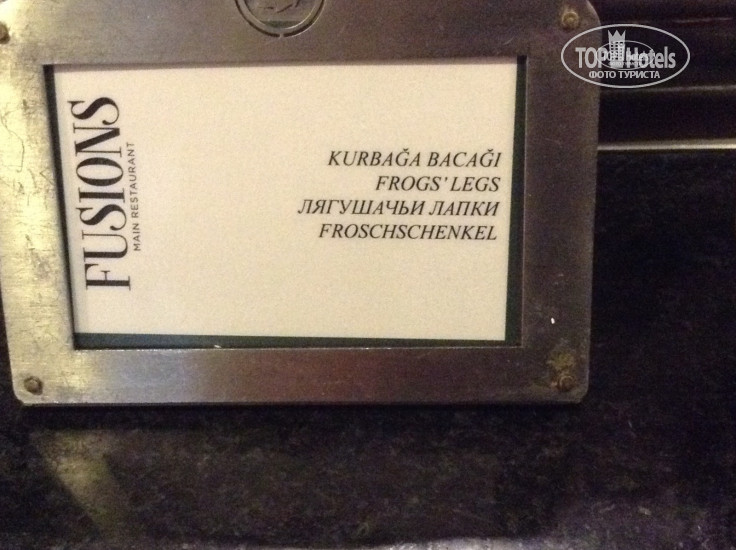 FUSIONS
MAIN RESTAURANT
KURBAĞA BACAĞI
FROGS' LEGS
ЛЯГУШАЧЬИ ЛАПКИ
FROSCHSCHENKEL
TOP Hotels
ФОТО ТУРИСТА